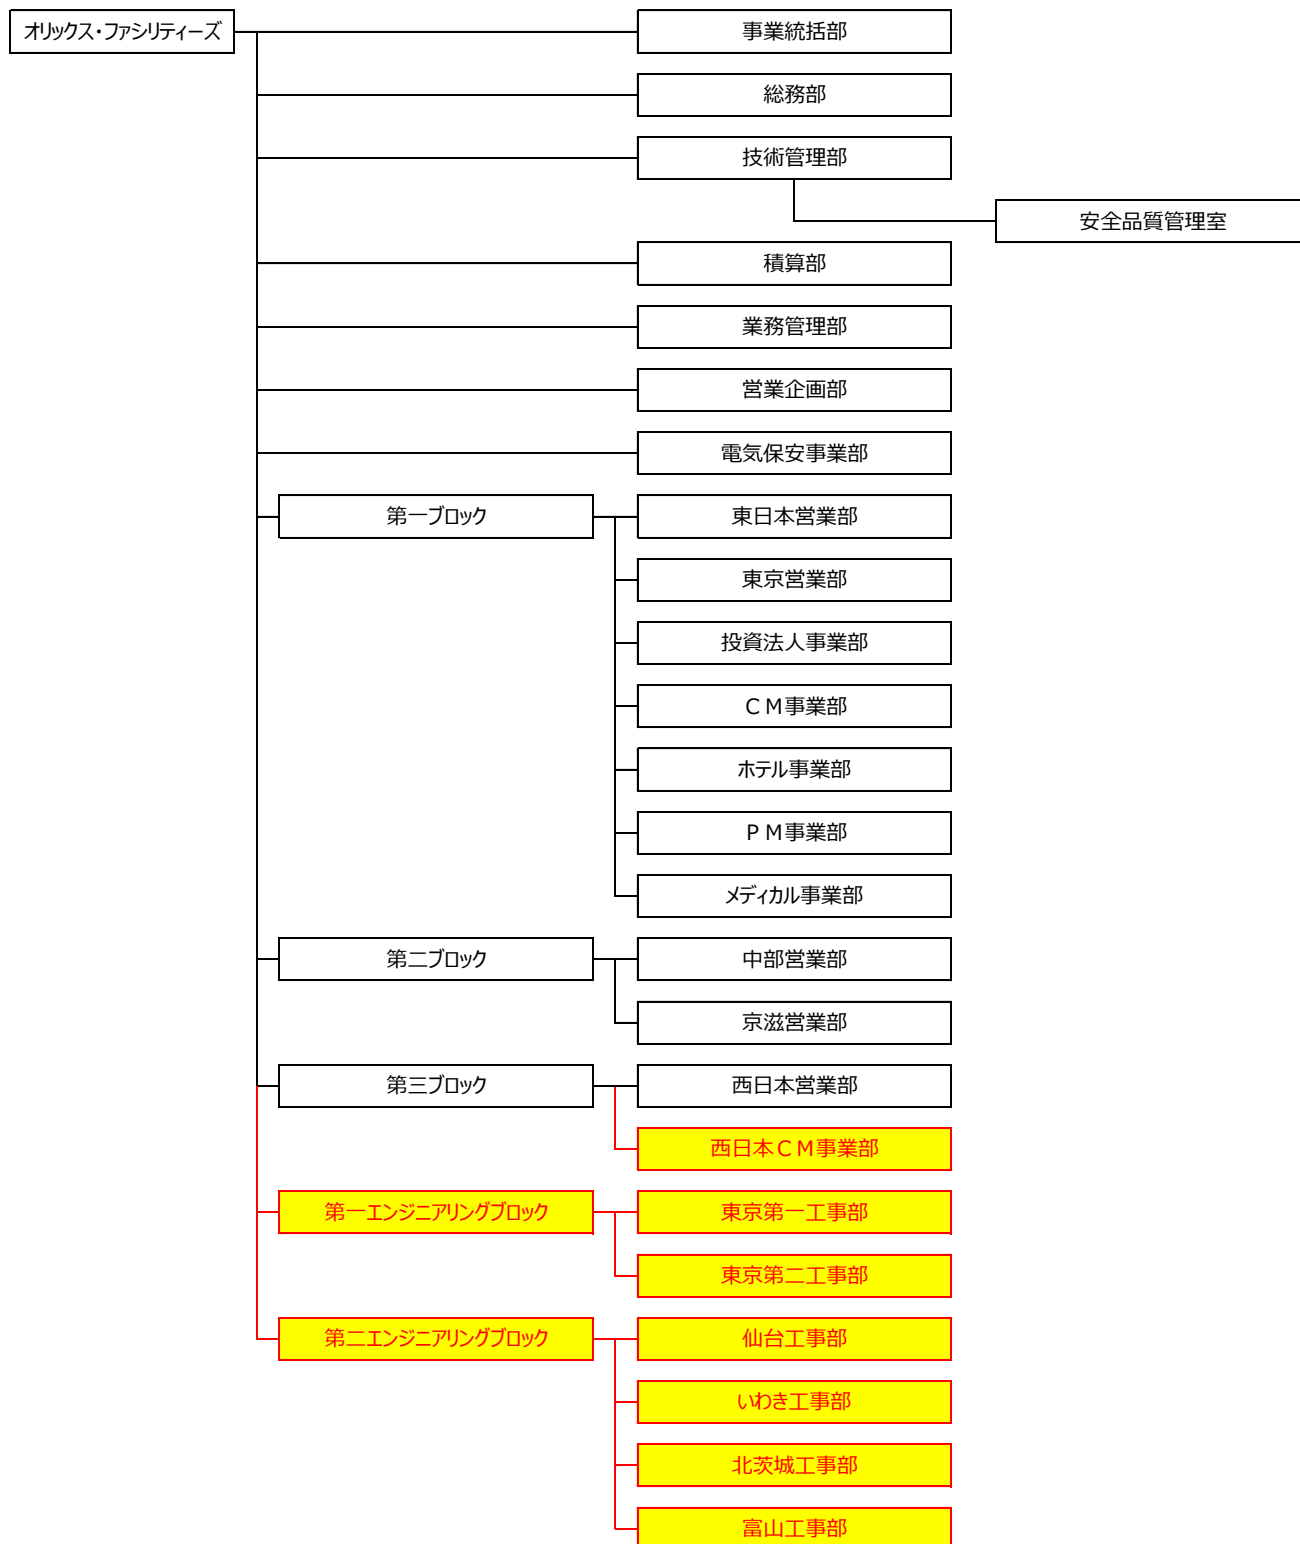 オリックス・ファシリティーズ
事業統括部
総務部
技術管理部
安全品質管理室
積算部
業務管理部
営業企画部
電気保安事業部
第一ブロック
東日本営業部
東京営業部
投資法人事業部
ＣＭ事業部
ホテル事業部
ＰＭ事業部
メディカル事業部
第二ブロック
中部営業部
京滋営業部
第三ブロック
西日本営業部
西日本ＣＭ事業部
第一エンジニアリングブロック
東京第一工事部
東京第二工事部
第二エンジニアリングブロック
仙台工事部
いわき工事部
北茨城工事部
富山工事部